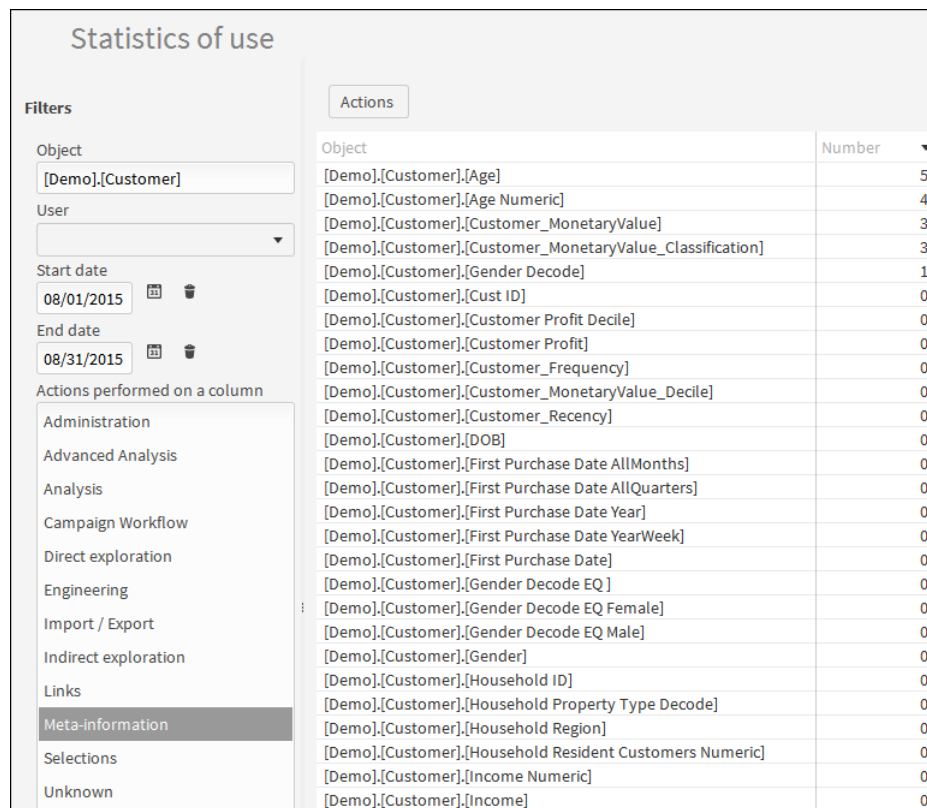 Statistics of use
Filters
Object
[Demo].[Customer]
User
Start date
08/01/2015
31
End date
08/31/2015
31
Actions performed on a column
Administration
Advanced Analysis
Analysis
Campaign Workflow
Direct exploration
Engineering
Import / Export
Indirect exploration
Links
Meta-information
Selections
Unknown
Actions
Object Number
[Demo].[Customer].[Age] 5
[Demo].[Customer].[Age Numeric] 4
[Demo].[Customer].[Customer_MonetaryValue] 3
[Demo].[Customer].[Customer_MonetaryValue_Classification] 3
[Demo].[Customer].[Gender Decode] 1
[Demo].[Customer].[Cust ID] 0
[Demo].[Customer].[Customer Profit Decile] 0
[Demo].[Customer].[Customer Profit] 0
[Demo].[Customer].[Customer_Frequency] 0
[Demo].[Customer].[Customer_MonetaryValue_Decile] 0
[Demo].[Customer].[Customer_Recency] 0
[Demo].[Customer].[DOB] 0
[Demo].[Customer].[First Purchase Date AllMonths] 0
[Demo].[Customer].[First Purchase Date AllQuarters] 0
[Demo].[Customer].[First Purchase Date Year] 0
[Demo].[Customer].[First Purchase Date YearWeek] 0
[Demo].[Customer].[First Purchase Date] 0
[Demo].[Customer].[Gender Decode EQ ] 0
[Demo].[Customer].[Gender Decode EQ Female] 0
[Demo].[Customer].[Gender Decode EQ Male] 0
[Demo].[Customer].[Gender] 0
[Demo].[Customer].[Household ID] 0
[Demo].[Customer].[Household Property Type Decode] 0
[Demo].[Customer].[Household Region] 0
[Demo].[Customer].[Household Resident Customers Numeric] 0
[Demo].[Customer].[Income Numeric] 0
[Demo].[Customer].[Income] 0